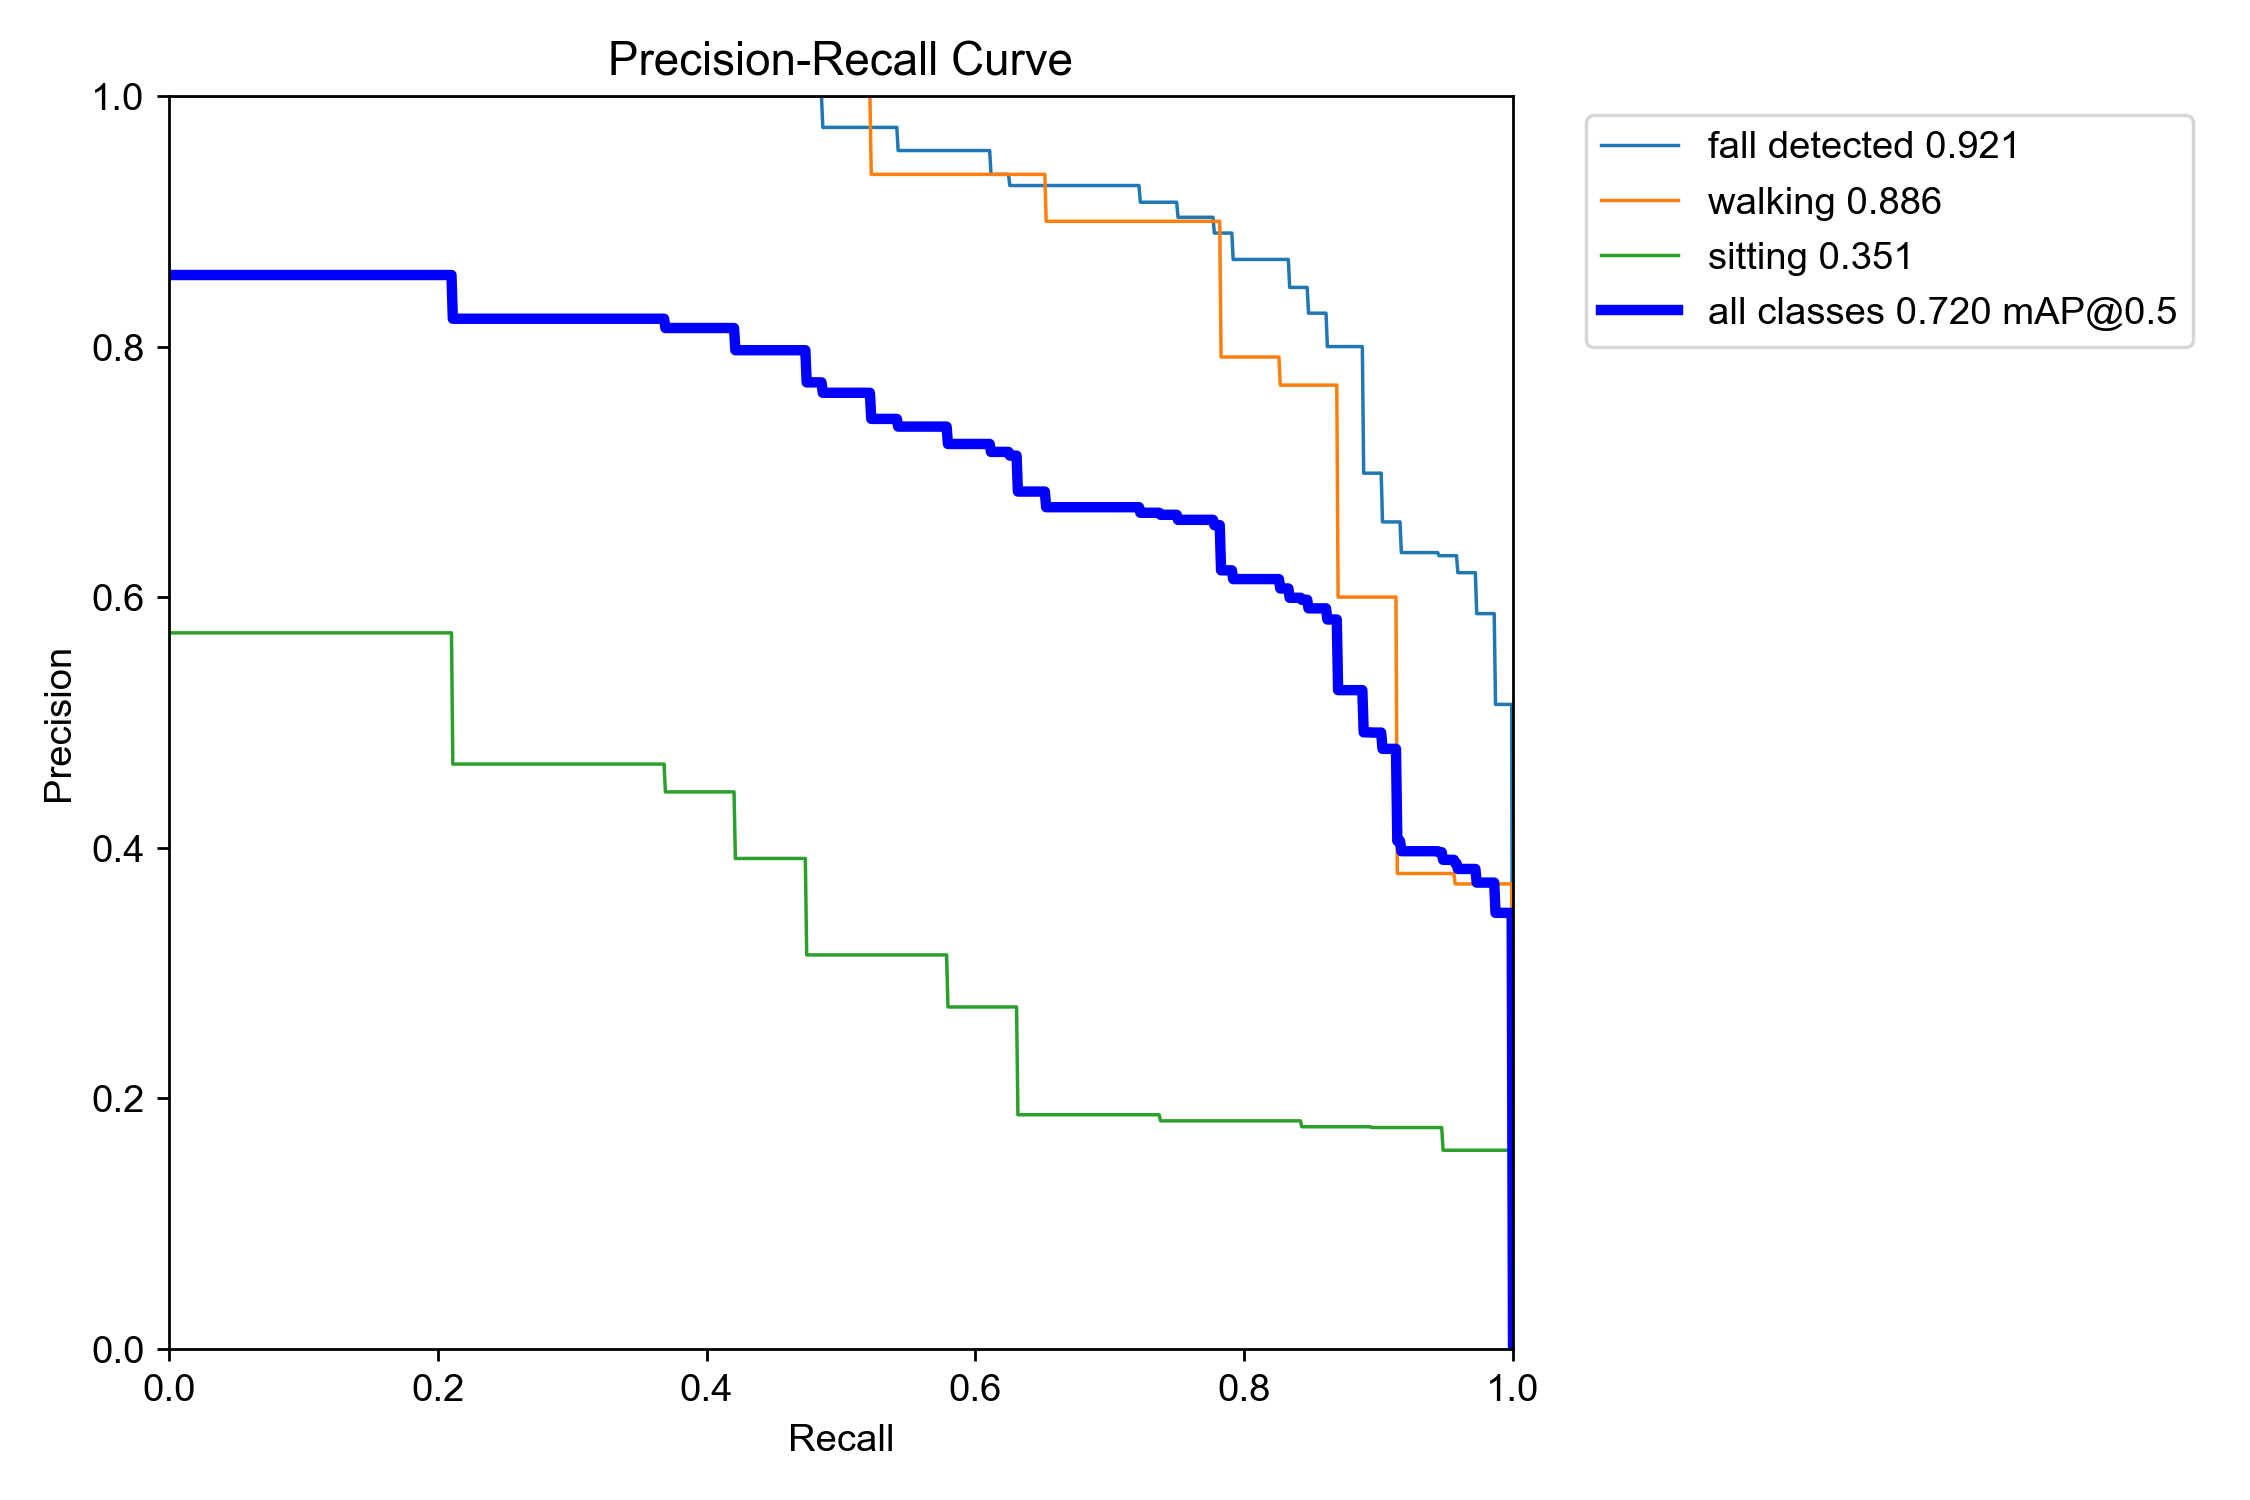 Precision-Recall Curve
1.0
0.8
0.6
0.4
0.2
0.0
Precision
0.0 0.2 0.4 0.6 0.8 1.0
Recall
fall detected 0.921
walking 0.886
sitting 0.351
all classes 0.720 mAP@0.5